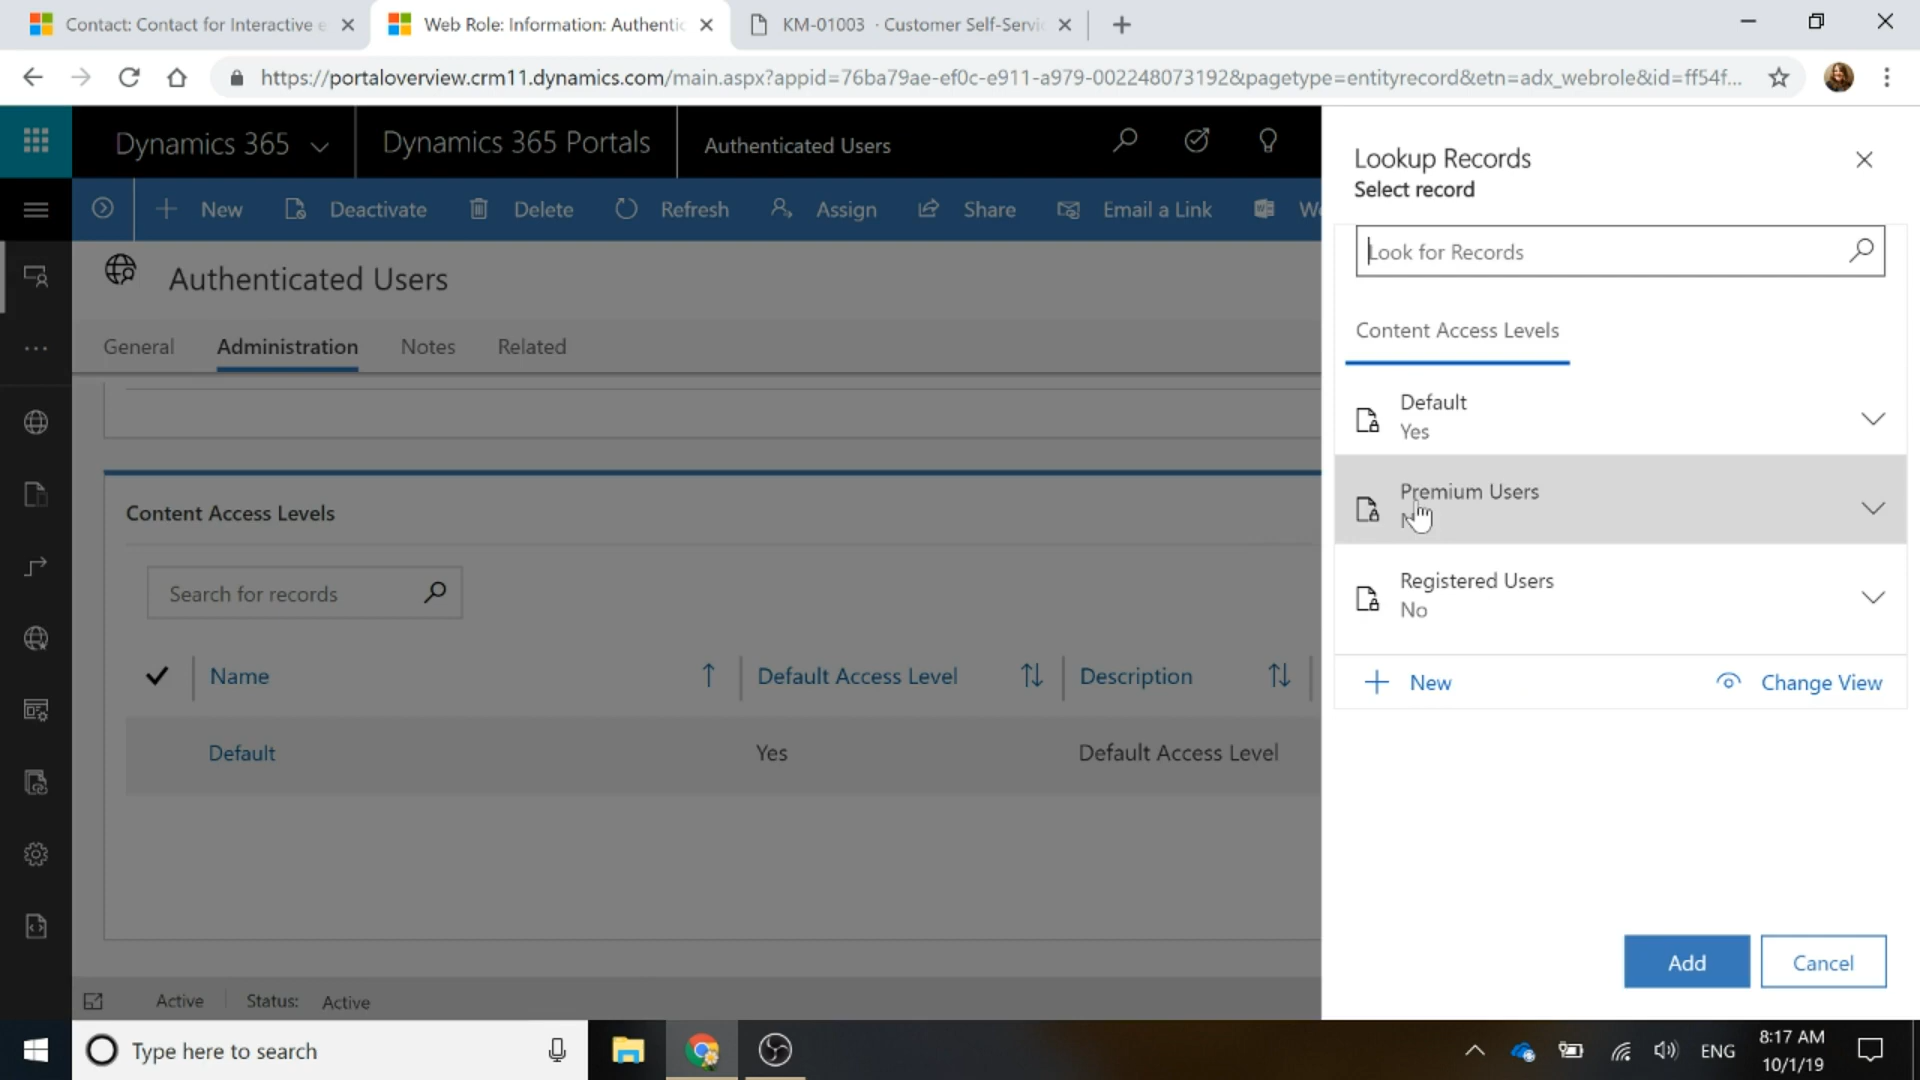 Contact: Contact for Interactive e
Web Role: Information: Authentic
KM-01003 · Customer Self-Servi
https://portaloverview.crm11.dynamics.com/main.aspx?appid=76ba79ae-ef0c-e911-a979-002248073192&pagetype=entityrecord&etn=adx_webrole&id=ff54f...
Dynamics 365
Dynamics 365 Portals
Authenticated Users
New
Deactivate
Delete
Refresh
Assign
Share
Email a Link
Authenticated Users
General
Administration
Notes
Related
Content Access Levels
Search for records
Name
Default Access Level
Description
Default
Yes
Default Access Level
Active
Status:
Active
Lookup Records
Select record
Look for Records
Content Access Levels
Default
Yes
Premium Users
Registered Users
No
New
Change View
Add
Cancel
Type here to search
ENG
8:17 AM
10/1/19